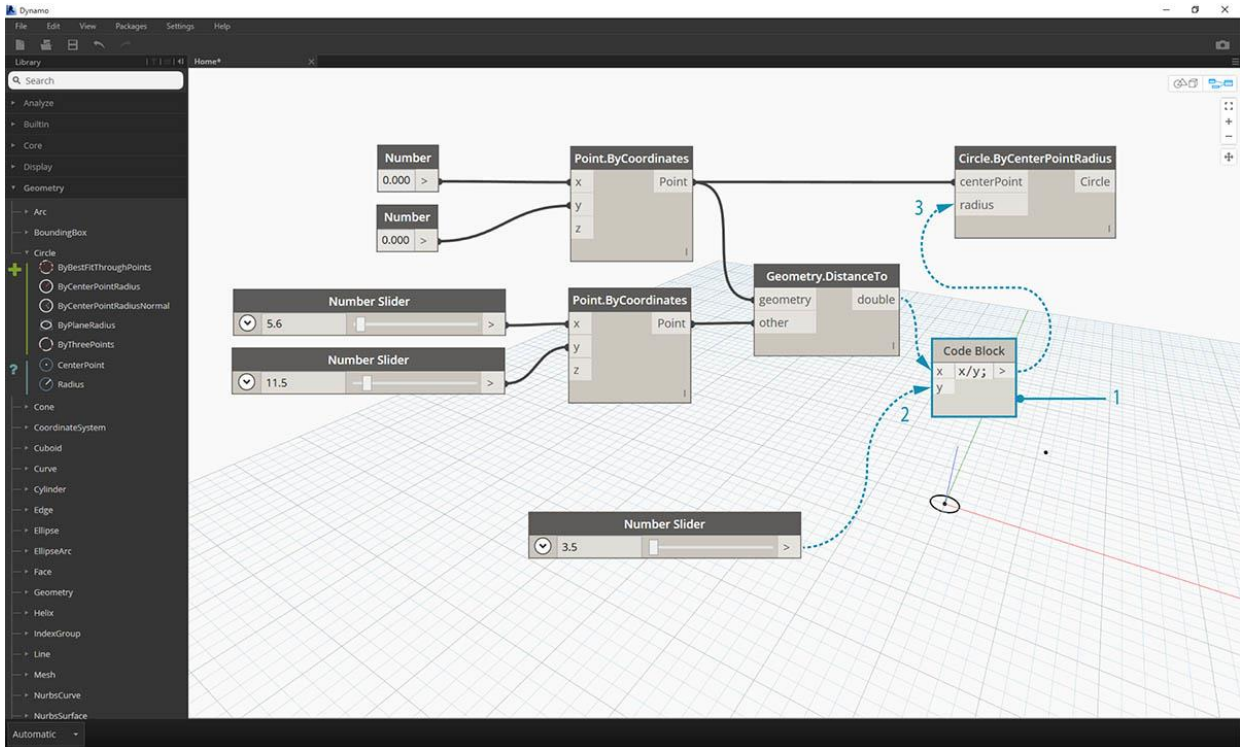 Dynamo
File Edit View Packages Settings Help
Library
Home*
Search
Analyze
BuiltIn
Core
Display
Geometry
Arc
BoundingBox
Circle
ByBestFitThroughPoints
ByCenterPointRadius
ByCenterPointRadiusNormal
ByPlaneRadius
ByThreePoints
?
CenterPoint
Radius
Cone
CoordinateSystem
Cuboid
Curve
Cylinder
Edge
Ellipse
EllipseArc
Face
Geometry
Helix
IndexGroup
Line
Mesh
NurbsCurve
NurbsSurface
Automatic
Number
0.000 >
Number
0.000 >
Point.ByCoordinates
x Point
y
z
Circle.ByCenterPointRadius
centerPoint Circle
radius
3
Number Slider
5.6 >
Number Slider
11.5 >
Point.ByCoordinates
x Point
y
z
Geometry.DistanceTo
geometry double
other
Code Block
x x/y; >
y
1
2
Number Slider
3.5 >